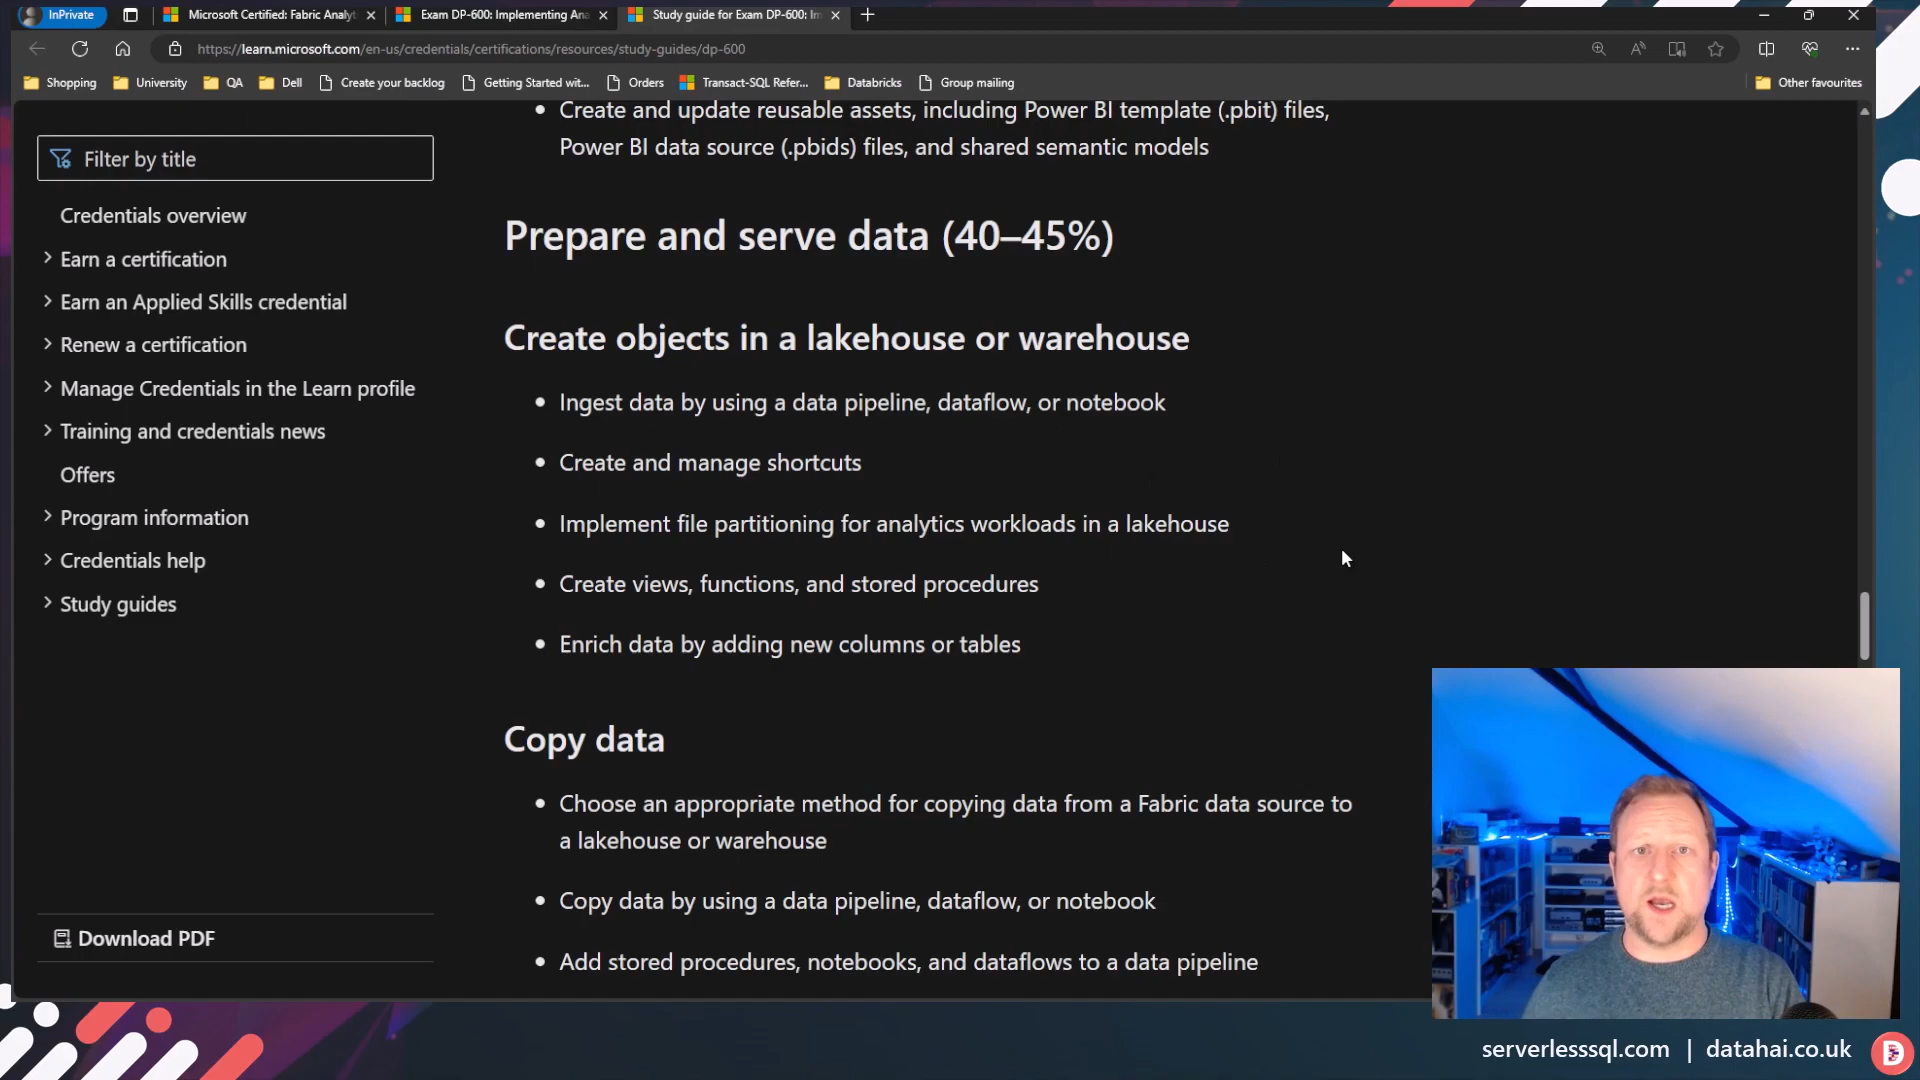 InPrivate
Microsoft Certified: Fabric Analyt
Exam DP-600: Implementing Ana
Study guide for Exam DP-600: Im
https://learn.microsoft.com/en-us/credentials/certifications/resources/study-guides/dp-600
Shopping
University
QA
Dell
Create your backlog
Getting Started wit...
Orders
Transact-SQL Refer...
Databricks
Group mailing
Other favourites
Filter by title
Credentials overview
Earn a certification
Earn an Applied Skills credential
Renew a certification
Manage Credentials in the Learn profile
Training and credentials news
Offers
Program information
Credentials help
Study guides
Download PDF
• Create and update reusable assets, including Power BI template (.pbit) files,
Power BI data source (.pbids) files, and shared semantic models
Prepare and serve data (40–45%)
Create objects in a lakehouse or warehouse
• Ingest data by using a data pipeline, dataflow, or notebook
• Create and manage shortcuts
• Implement file partitioning for analytics workloads in a lakehouse
• Create views, functions, and stored procedures
• Enrich data by adding new columns or tables
Copy data
• Choose an appropriate method for copying data from a Fabric data source to
a lakehouse or warehouse
• Copy data by using a data pipeline, dataflow, or notebook
• Add stored procedures, notebooks, and dataflows to a data pipeline
serverlesssql.com | datahai.co.uk
D